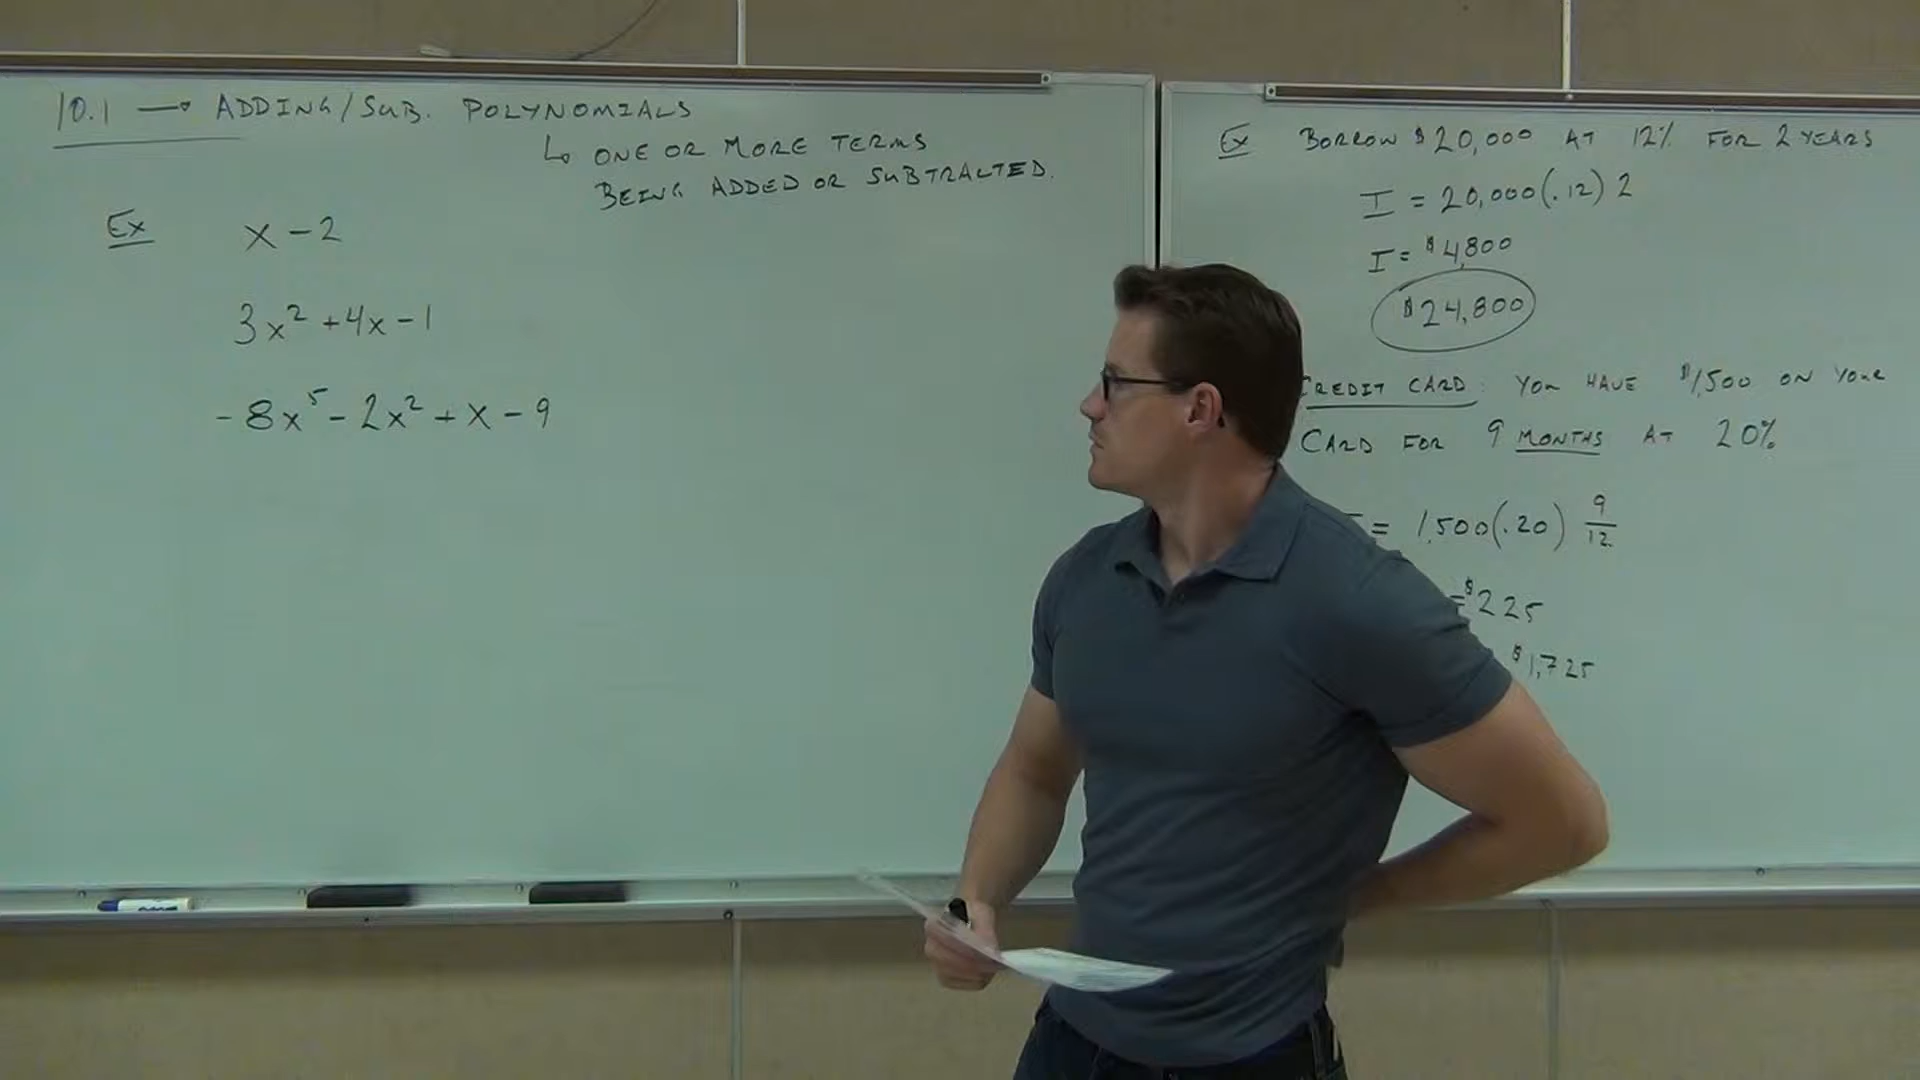 10.1 → ADDING/SUB. POLYNOMIALS
↳ ONE OR MORE TERMS
BEING ADDED OR SUBTRACTED.
Ex x - 2
3x² + 4x - 1
-8x⁵ - 2x² + x - 9
Ex BORROW $20,000 AT 12% FOR 2 YEARS
I = 20,000(.12) 2
I = $4,800
$24,800
CREDIT CARD: YOU HAVE $1,500 ON YOUR
CARD FOR 9 MONTHS AT 20%
= 1,500(.20) 9/12
= $225
$1,725